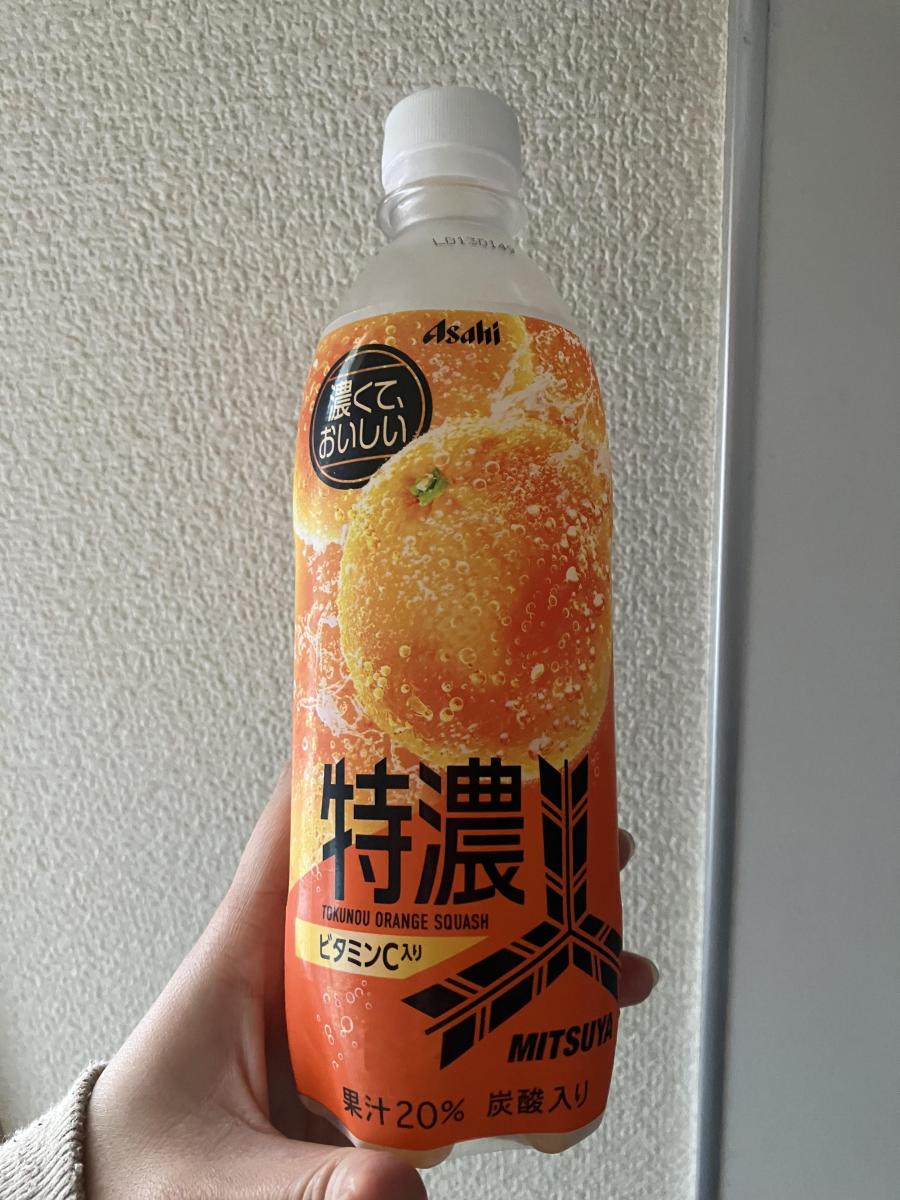 LD13D149
Asahi
濃くて、
おいしい
特濃
TOKUNOU ORANGE SQUASH
ビタミンC入り
MITSUYA
果汁20% 炭酸入り